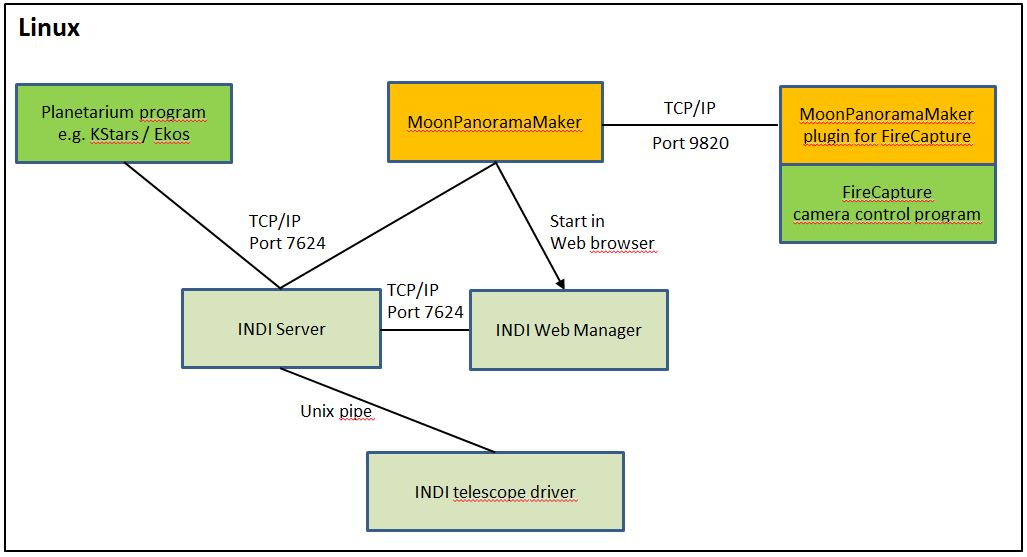 Linux
Planetarium program
e.g. KStars / Ekos
MoonPanoramaMaker
TCP/IP
Port 9820
MoonPanoramaMaker
plugin for FireCapture
FireCapture
camera control program
TCP/IP
Port 7624
Start in
Web browser
INDI Server
TCP/IP
Port 7624
INDI Web Manager
Unix pipe
INDI telescope driver